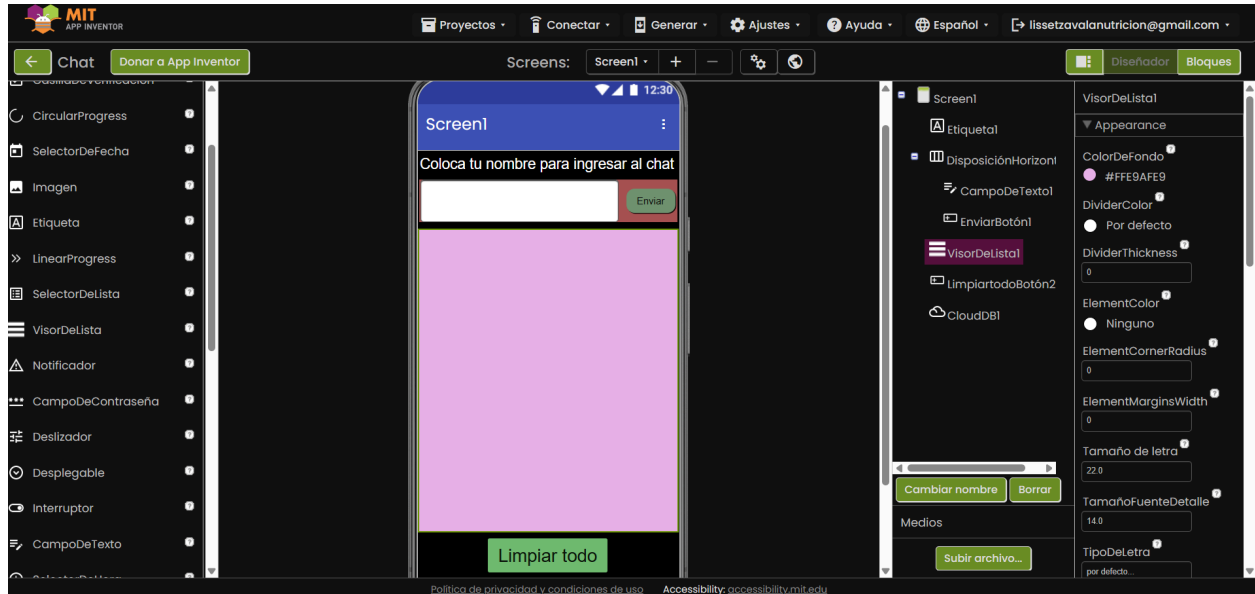 MIT
APP INVENTOR
Proyectos
Conectar
Generar
Ajustes
Ayuda
Español
lissetzavalanutricion@gmail.com
Chat
Donar a App Inventor
Screens:
Screen1
Diseñador
Bloques
CasillaDeVerificación
CircularProgress
SelectorDeFecha
Imagen
Etiqueta
LinearProgress
SelectorDeLista
VisorDeLista
Notificador
CampoDeContraseña
Deslizador
Desplegable
Interruptor
CampoDeTexto
SelectorDeHora
12:30
Screen1
Coloca tu nombre para ingresar al chat
Enviar
Limpiar todo
Screen1
Etiqueta1
DisposiciónHorizont
CampoDeTexto1
EnviarBotón1
VisorDeLista1
LimpiartodoBotón2
CloudDB1
Cambiar nombre
Borrar
Medios
Subir archivo...
VisorDeLista1
Appearance
ColorDeFondo
#FFE9AFE9
DividerColor
Por defecto
DividerThickness
0
ElementColor
Ninguno
ElementCornerRadius
0
ElementMarginsWidth
0
Tamaño de letra
22.0
TamañoFuenteDetalle
14.0
TipoDeLetra
por defecto...
Política de privacidad y condiciones de uso
Accessibility: accessibility.mit.edu